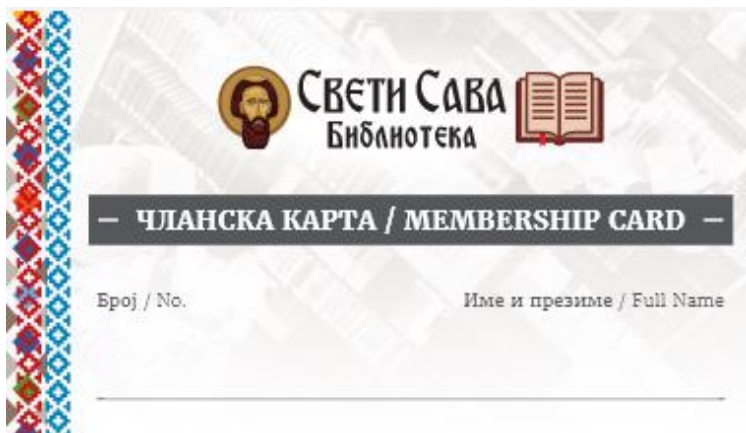 Свети Сава
Библиотека
— ЧЛАНСКА КАРТА / MEMBERSHIP CARD —
Број / No. Име и презиме / Full Name